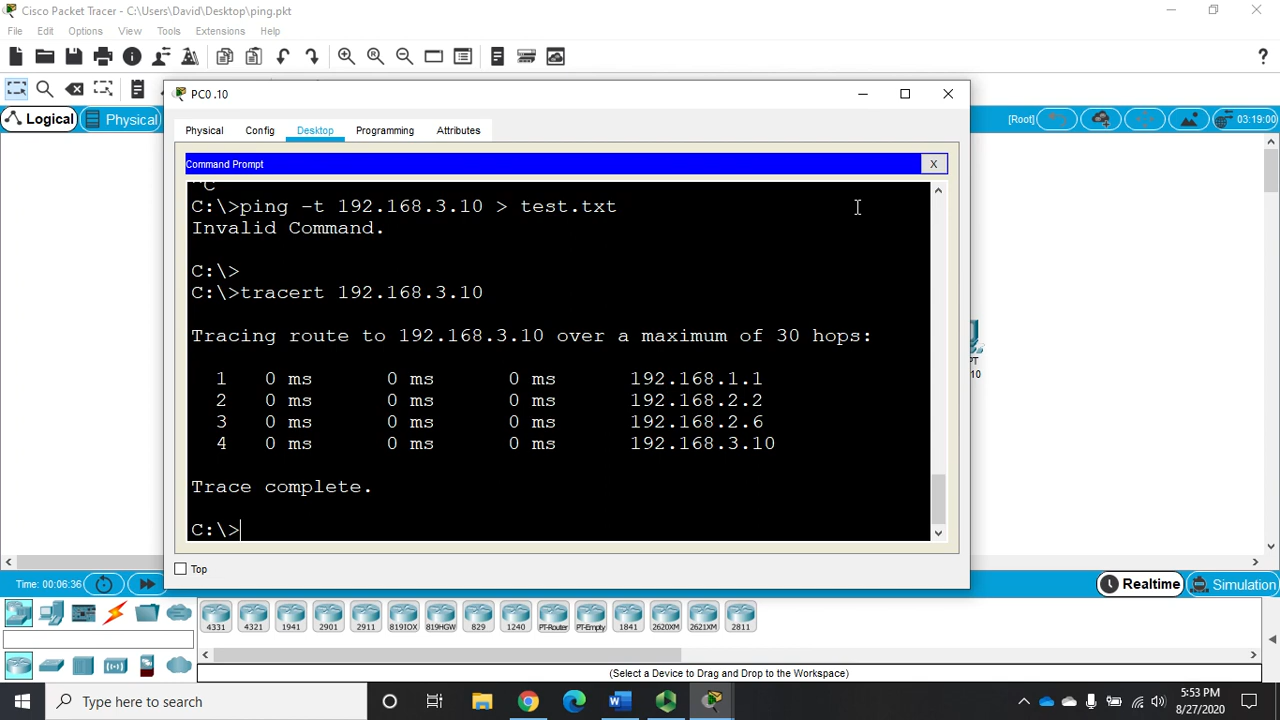 Cisco Packet Tracer - C:\Users\David\Desktop\ping.pkt
File Edit Options View Tools Extensions Help
PC0 .10
Logical Physical [Root] 03:19:00
Physical Config Desktop Programming Attributes
Command Prompt X
^C
C:\>ping -t 192.168.3.10 > test.txt
Invalid Command.
C:\>
C:\>tracert 192.168.3.10
Tracing route to 192.168.3.10 over a maximum of 30 hops:
1 0 ms 0 ms 0 ms 192.168.1.1
2 0 ms 0 ms 0 ms 192.168.2.2
3 0 ms 0 ms 0 ms 192.168.2.6
4 0 ms 0 ms 0 ms 192.168.3.10
Trace complete.
C:\>
PT
10
Top
Time: 00:06:36 Realtime Simulation
4331 4321 1941 2901 2911 819IOX 819HGW 829 1240 PT-Router PT-Empty 1841 2620XM 2621XM 2811
(Select a Device to Drag and Drop to the Workspace)
Type here to search
5:53 PM
8/27/2020